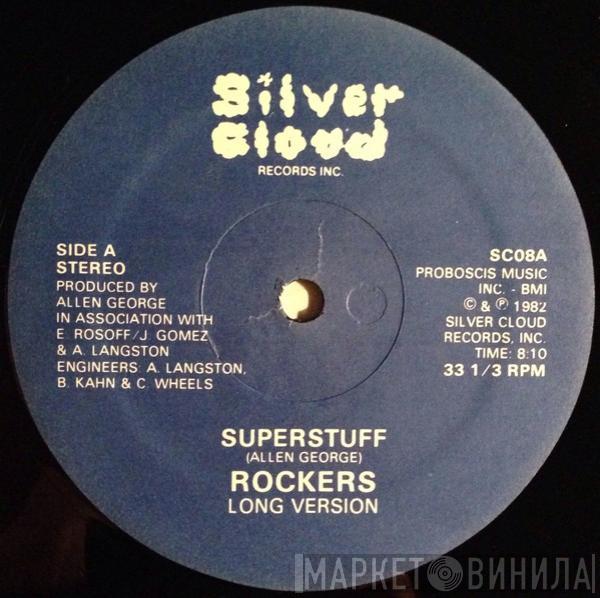 Silver
Cloud
RECORDS INC.
SIDE A
STEREO
PRODUCED BY
ALLEN GEORGE
IN ASSOCIATION WITH
E. ROSOFF/J. GOMEZ
& A. LANGSTON
ENGINEERS A. LANGSTON,
B. KAHN & C. WHEELS
SC08A
PROBOSCIS MUSIC
INC. - BMI
© & ℗ 1982
SILVER CLOUD
RECORDS, INC.
TIME: 8:10
33 1/3 RPM
SUPERSTUFF
(ALLEN GEORGE)
ROCKERS
LONG VERSION
МАРКЕТ ВИНИЛА